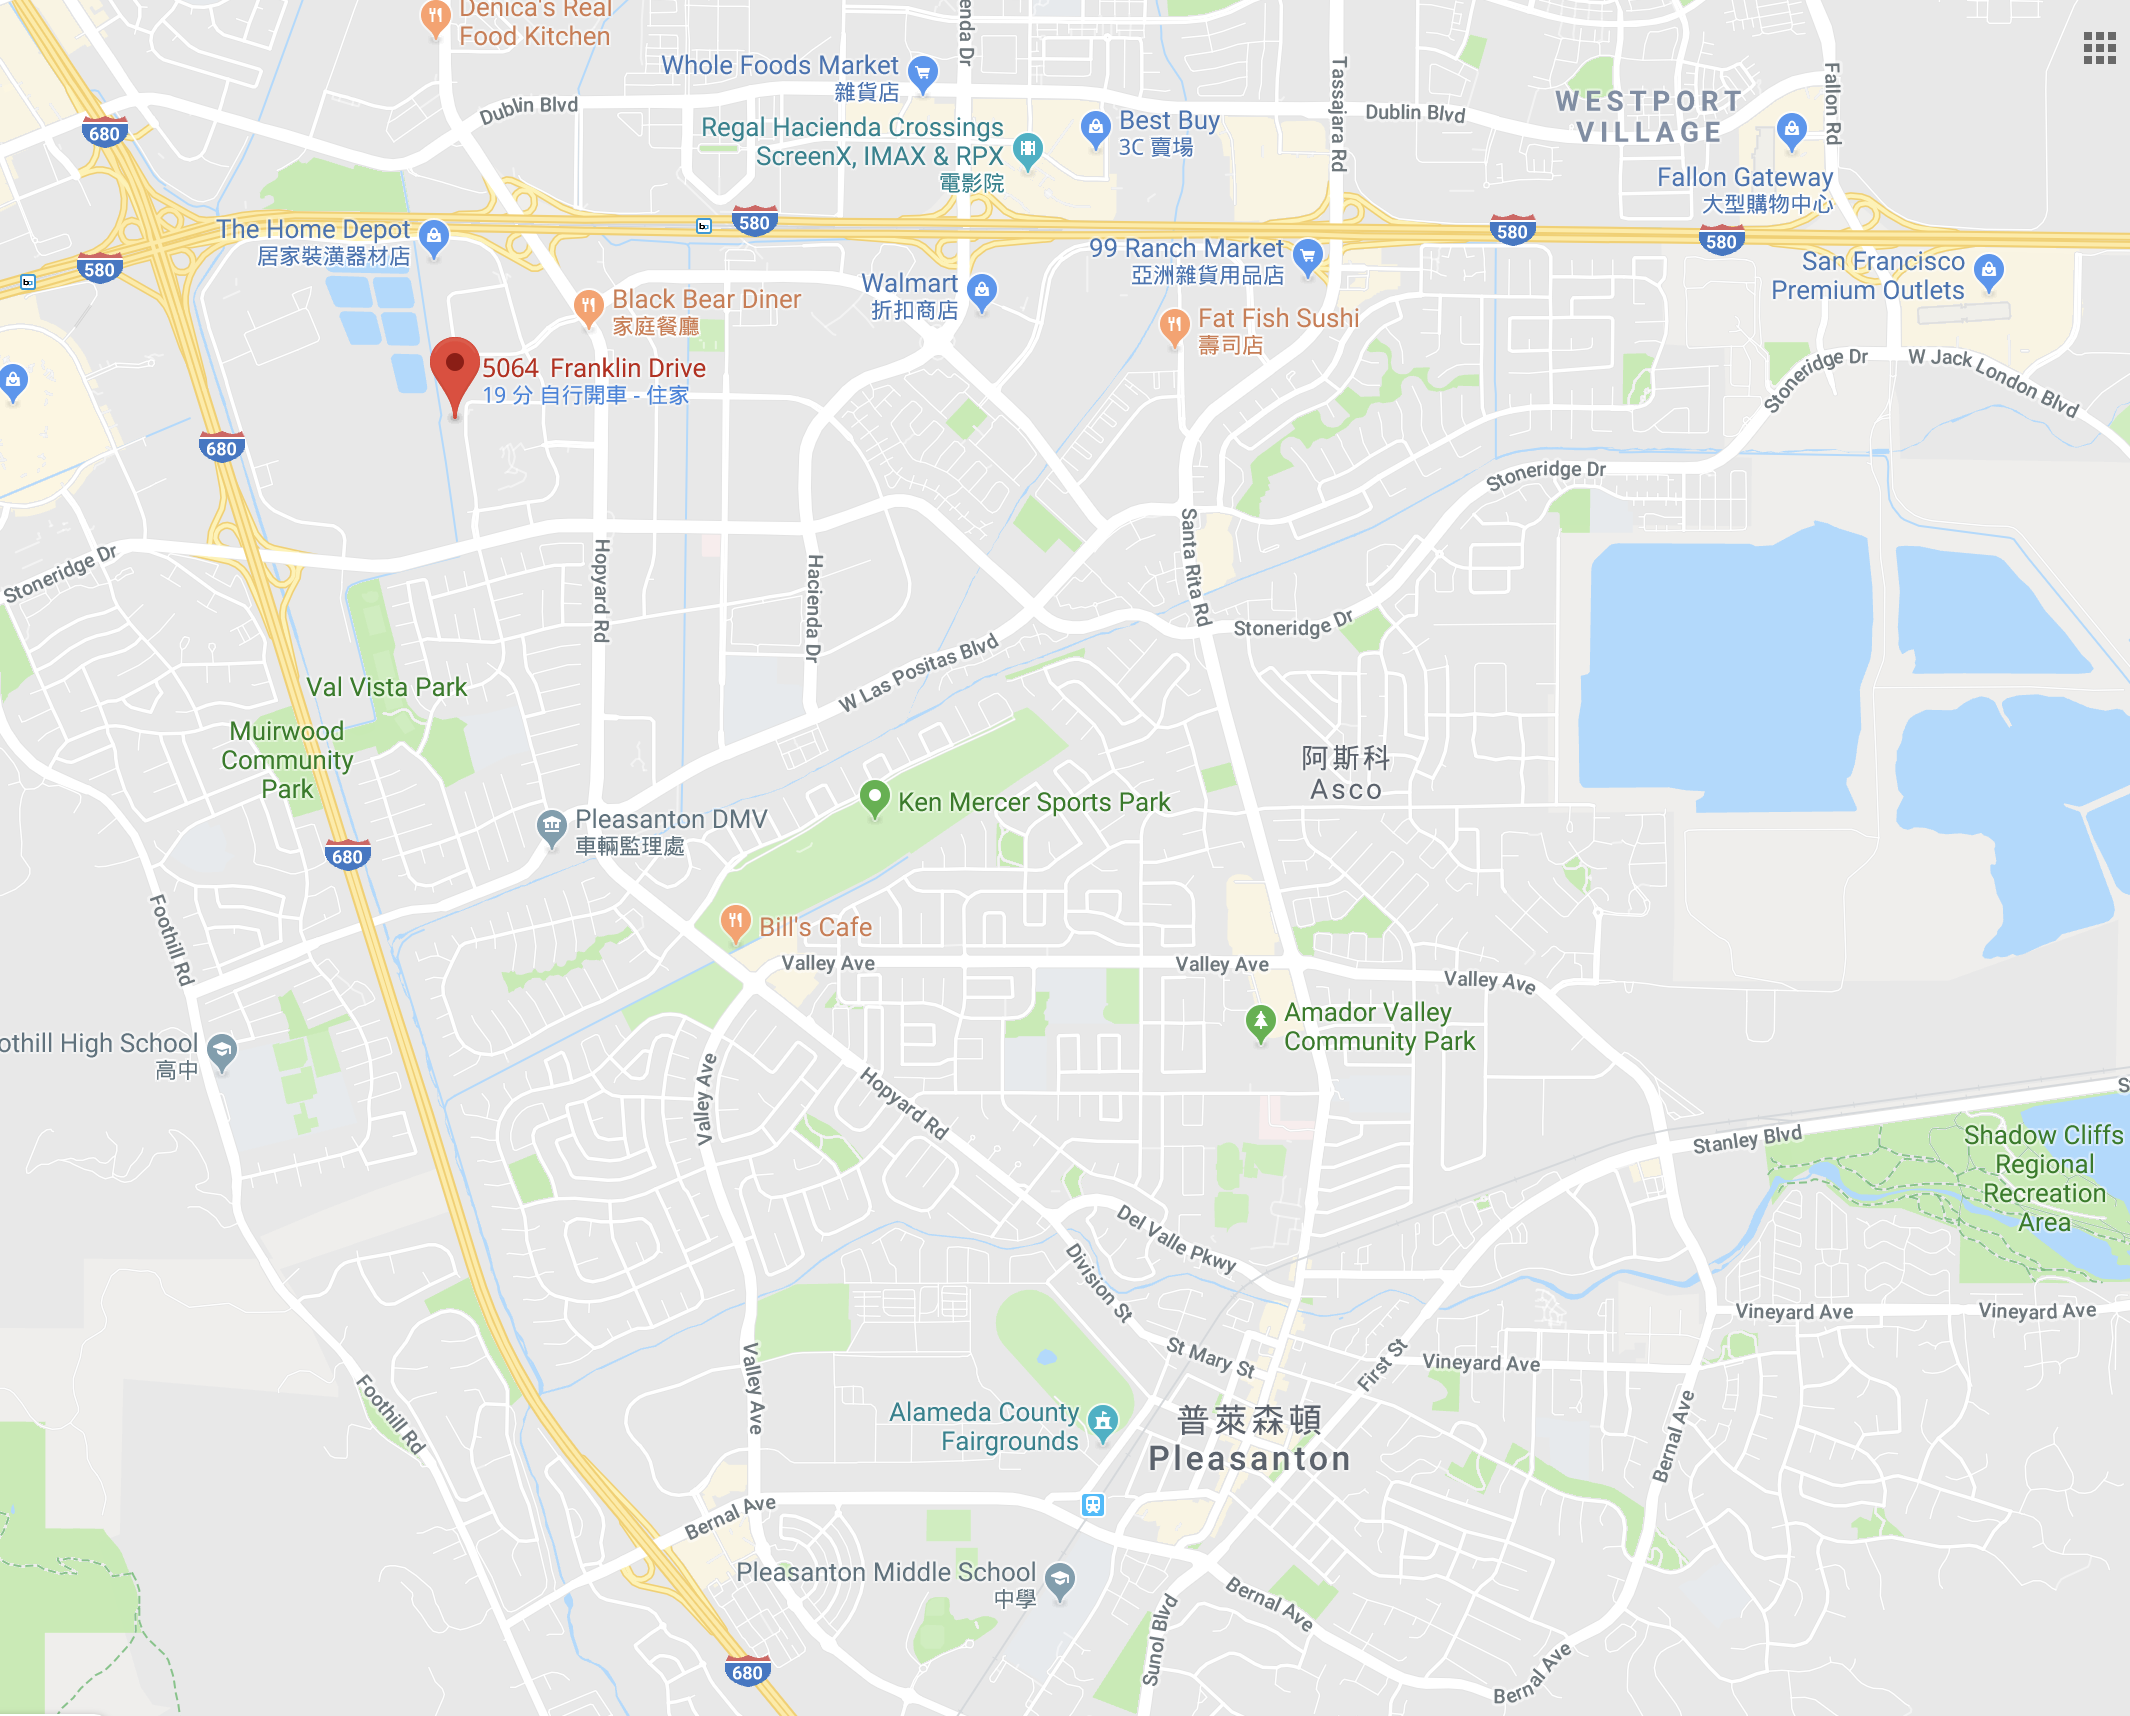 Denica's Real
Food Kitchen
enda Dr
Whole Foods Market
雜貨店
Dublin Blvd
680
Regal Hacienda Crossings
ScreenX, IMAX & RPX
電影院
Best Buy
3C 賣場
Tassajara Rd
Dublin Blvd
WESTPORT
VILLAGE
Fallon Rd
Fallon Gateway
大型購物中心
The Home Depot
居家裝潢器材店
580
580
580
580
99 Ranch Market
亞洲雜貨用品店
San Francisco
Premium Outlets
Black Bear Diner
家庭餐廳
Walmart
折扣商店
Fat Fish Sushi
壽司店
5064 Franklin Drive
19 分 自行開車 - 住家
Stoneridge Dr
W Jack London Blvd
680
Stoneridge Dr
Stoneridge Dr
Hopyard Rd
Hacienda Dr
Santa Rita Rd
Stoneridge Dr
W Las Positas Blvd
Val Vista Park
Muirwood
Community
Park
阿斯科
Asco
Ken Mercer Sports Park
Pleasanton DMV
車輛監理處
680
Foothill Rd
Bill's Cafe
Valley Ave
Valley Ave
Valley Ave
Amador Valley
Community Park
othill High School
高中
Valley Ave
Hopyard Rd
S
Stanley Blvd
Shadow Cliffs
Regional
Recreation
Area
Del Valle Pkwy
Division St
Vineyard Ave
Vineyard Ave
St Mary St
First St
Vineyard Ave
Valley Ave
Foothill Rd
Alameda County
Fairgrounds
普萊森頓
Pleasanton
Bernal Ave
Bernal Ave
Pleasanton Middle School
中學
Bernal Ave
Sunol Blvd
680
Bernal Ave